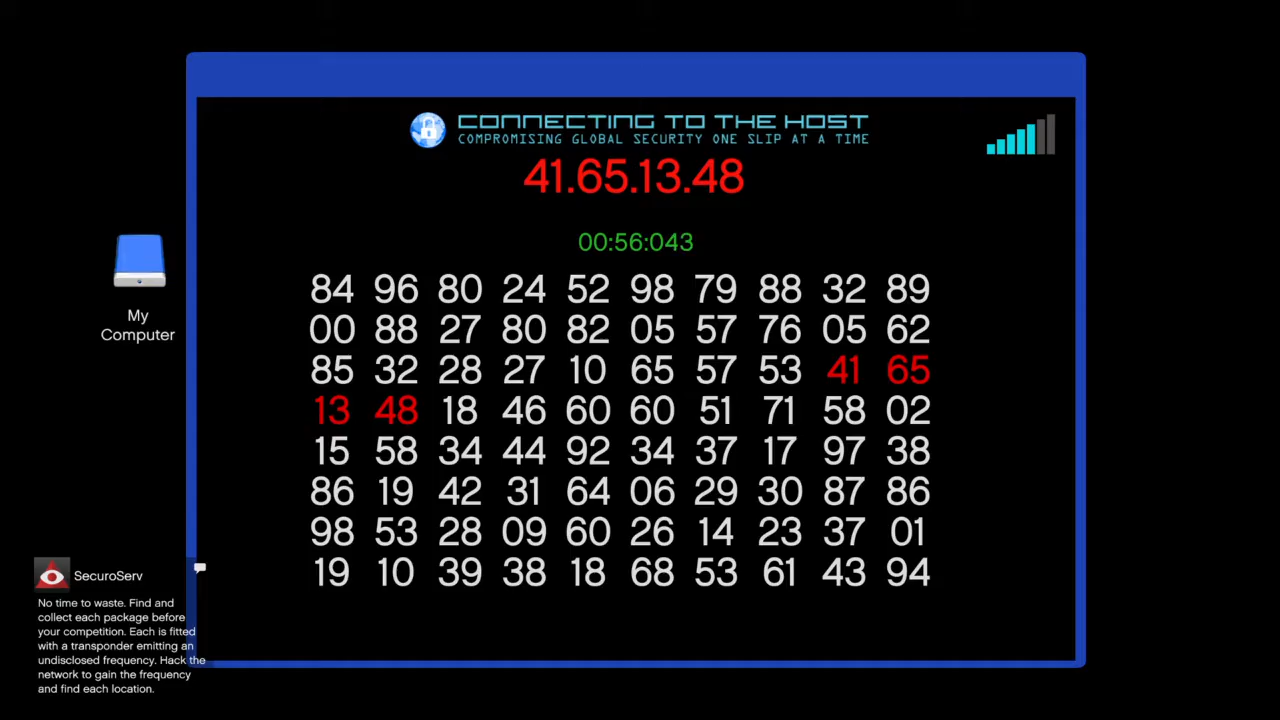 CONNECTING TO THE HOST
COMPROMISING GLOBAL SECURITY ONE SLIP AT A TIME
41.65.13.48
00:56:043
84 96 80 24 52 98 79 88 32 89
00 88 27 80 82 05 57 76 05 62
85 32 28 27 10 65 57 53 41 65
13 48 18 46 60 60 51 71 58 02
15 58 34 44 92 34 37 17 97 38
86 19 42 31 64 06 29 30 87 86
98 53 28 09 60 26 14 23 37 01
19 10 39 38 18 68 53 61 43 94
My
Computer
SecuroServ
No time to waste. Find and
collect each package before
your competition. Each is fitted
with a transponder emitting an
undisclosed frequency. Hack the
network to gain the frequency
and find each location.